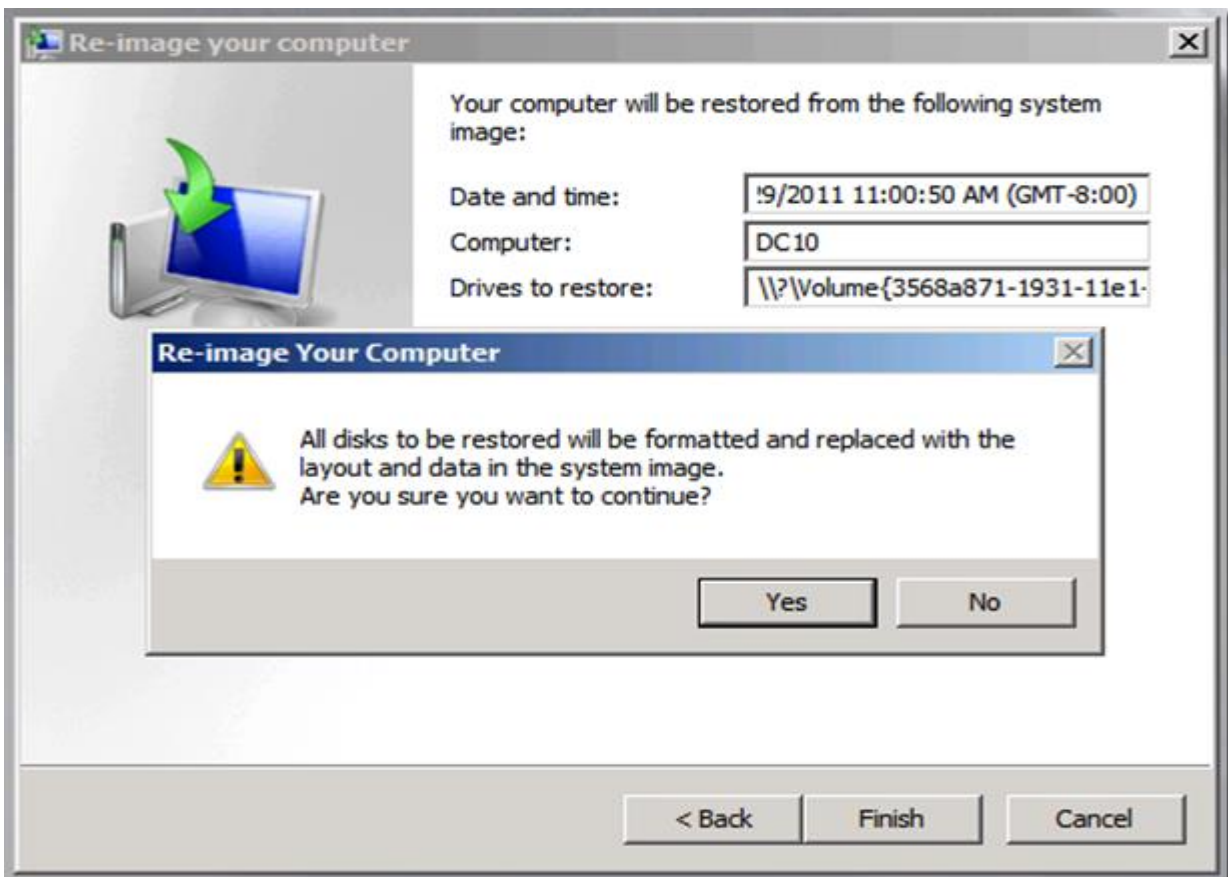 Re-image your computer
Your computer will be restored from the following system
image:
Date and time: !9/2011 11:00:50 AM (GMT-8:00)
Computer: DC10
Drives to restore: \\?\Volume{3568a871-1931-11e1-
Re-image Your Computer
All disks to be restored will be formatted and replaced with the
layout and data in the system image.
Are you sure you want to continue?
Yes No
< Back Finish Cancel